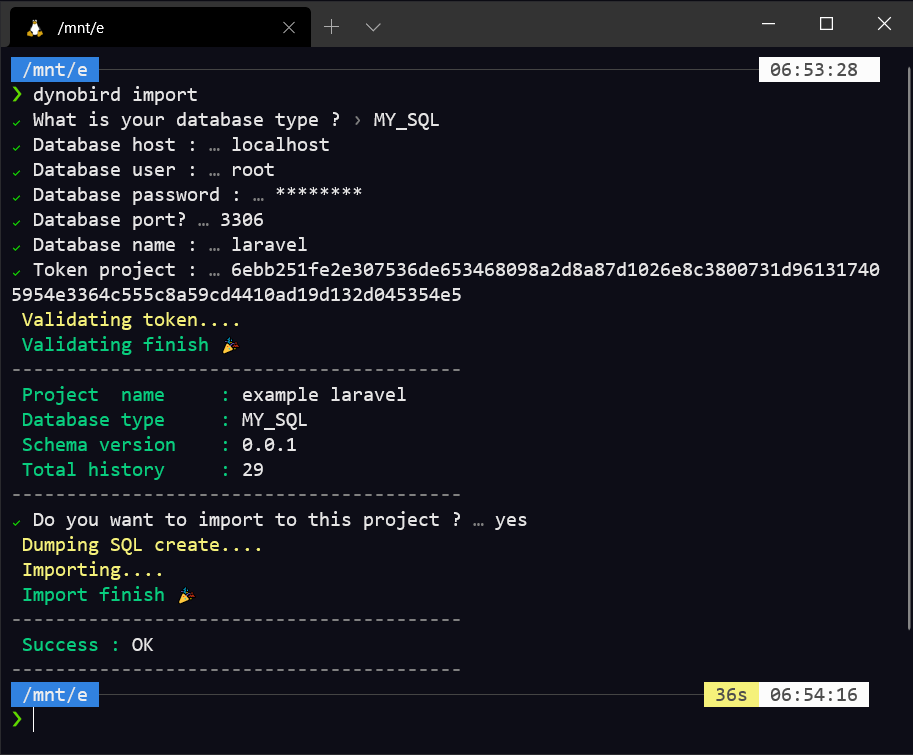 /mnt/e
/mnt/e 06:53:28
❯ dynobird import
✓ What is your database type ? › MY_SQL
✓ Database host : … localhost
✓ Database user : … root
✓ Database password : … ********
✓ Database port? … 3306
✓ Database name : … laravel
✓ Token project : … 6ebb251fe2e307536de653468098a2d8a87d1026e8c3800731d96131740
5954e3364c555c8a59cd4410ad19d132d045354e5
Validating token....
Validating finish 🎉
-----------------------------------------
Project  name     : example laravel
Database type     : MY_SQL
Schema version    : 0.0.1
Total history     : 29
-----------------------------------------
✓ Do you want to import to this project ? … yes
Dumping SQL create....
Importing....
Import finish 🎉
-----------------------------------------
Success : OK
-----------------------------------------
/mnt/e 36s 06:54:16
❯